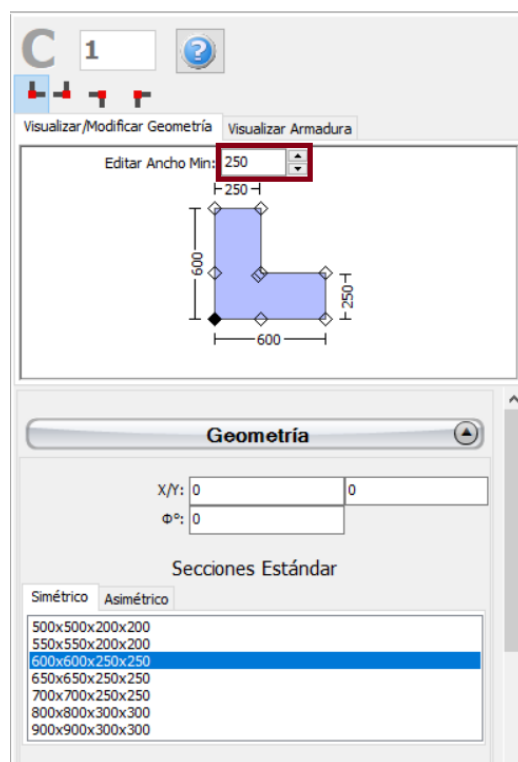 C 1 ?
Visualizar/Modificar Geometría Visualizar Armadura
Editar Ancho Min: 250
250
600
250
600
Geometría
X/Y: 0 0
Φº: 0
Secciones Estándar
Simétrico Asimétrico
500x500x200x200
550x550x200x200
600x600x250x250
650x650x250x250
700x700x250x250
800x800x300x300
900x900x300x300